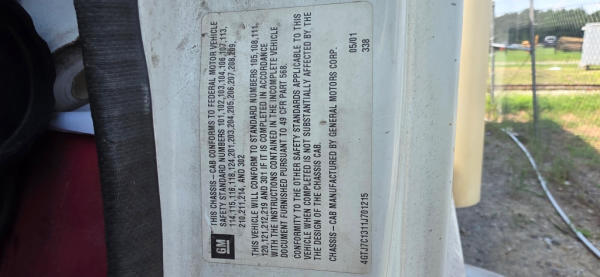 GM
THIS CHASSIS-CAB CONFORMS TO FEDERAL MOTOR VEHICLE
SAFETY STANDARD NUMBERS 101,102,103,104,106,107,113,
114,115,116,118,124,201,203,204,205,206,207,208,209,
210,211,214, AND 302.
THIS VEHICLE WILL CONFORM TO STANDARD NUMBERS 105,108,111,
120,121,212,219 AND 301 IF IT IS COMPLETED IN ACCORDANCE
WITH THE INSTRUCTIONS CONTAINED IN THE INCOMPLETE VEHICLE
DOCUMENT FURNISHED PURSUANT TO 49 CFR PART 568.
CONFORMITY TO THE OTHER SAFETY STANDARDS APPLICABLE TO THIS
VEHICLE WHEN COMPLETED IS NOT SUBSTANTIALLY AFFECTED BY THE
THE DESIGN OF THE CHASSIS CAB.
CHASSIS-CAB MANUFACTURED BY GENERAL MOTORS CORP.
05/01
338
4GTJ7C1311J701215